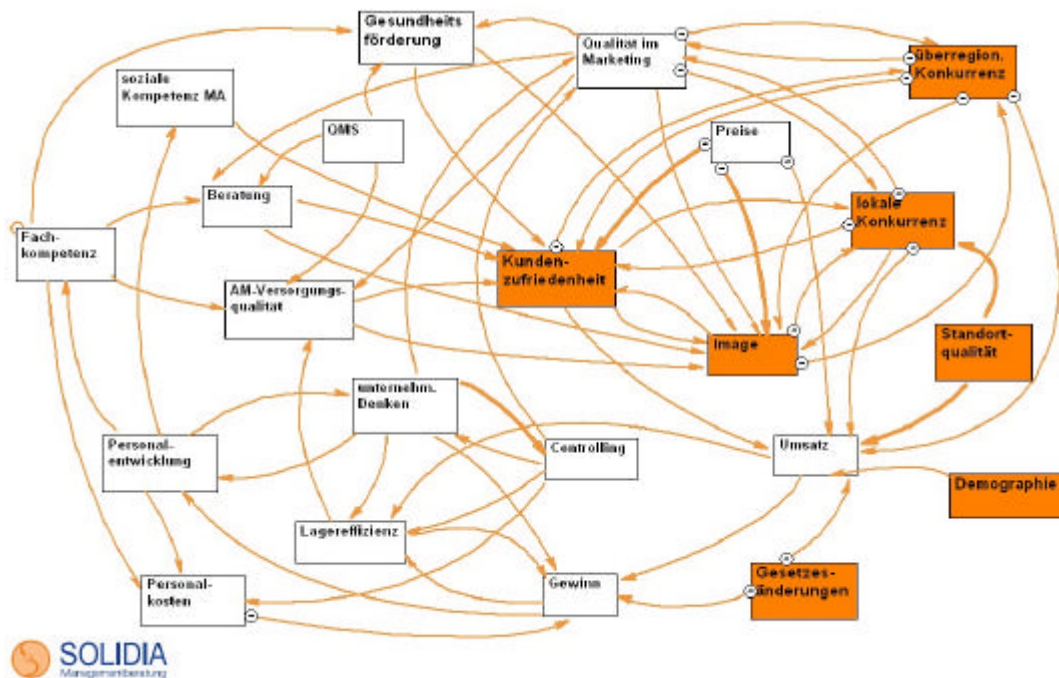 Gesundheits
förderung
Qualität im
Marketing
überregion.
Konkurrenz
soziale
Kompetenz MA
QMS
Preise
Beratung
lokale
Konkurrenz
Fach-
kompetenz
Kunden-
zufriedenheit
AM-Versorgungs-
qualität
Image
Standort-
qualität
unternehm.
Denken
Personal-
entwicklung
Controlling
Umsatz
Demographie
Lagereffizienz
Personal-
kosten
Gewinn
Gesetzes-
änderungen
SOLIDIA
Managementberatung